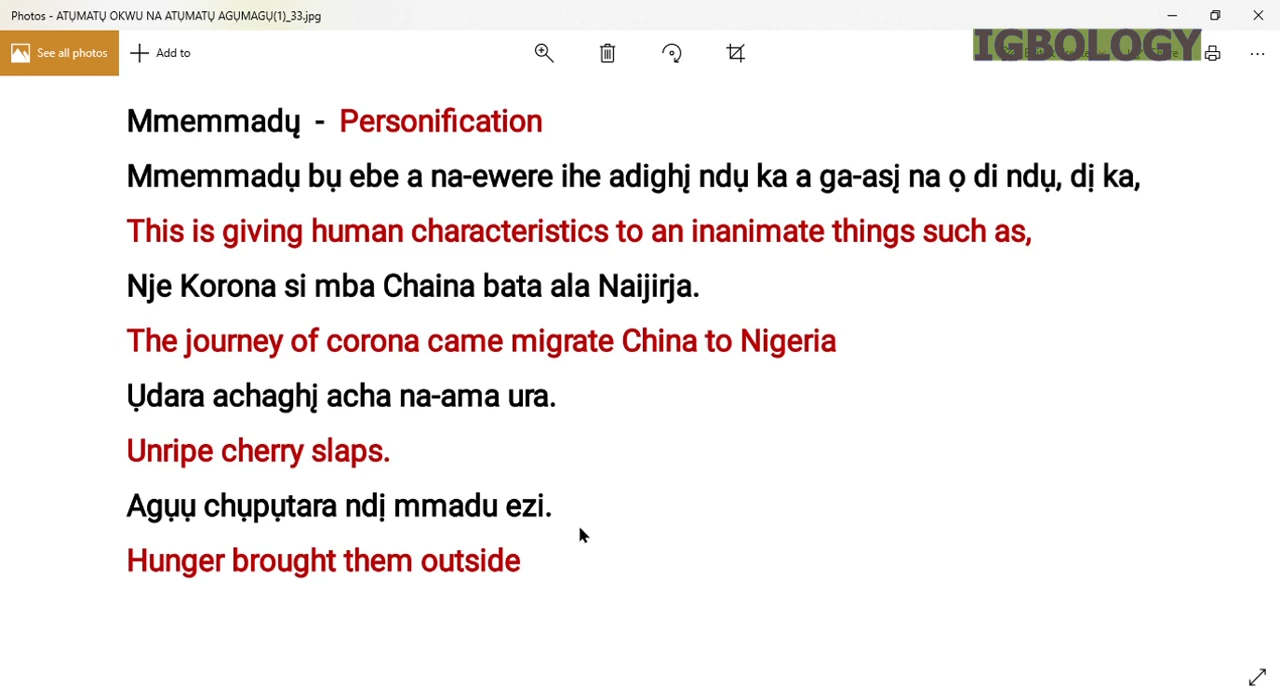 Photos - ATỤMATỤ OKWU NA ATỤMATỤ AGỤMAGỤ(1)_33.jpg
IGBOLOGY
See all photos
Add to
Mmemmadụ - Personification
Mmemmadụ bụ ebe a na-ewere ihe adighị ndụ ka a ga-asị na ọ di ndụ, dị ka,
This is giving human characteristics to an inanimate things such as,
Nje Korona si mba Chaina bata ala Naijirịa.
The journey of corona came migrate China to Nigeria
Ụdara achaghị acha na-ama ura.
Unripe cherry slaps.
Agụụ chụpụtara ndị mmadu ezi.
Hunger brought them outside